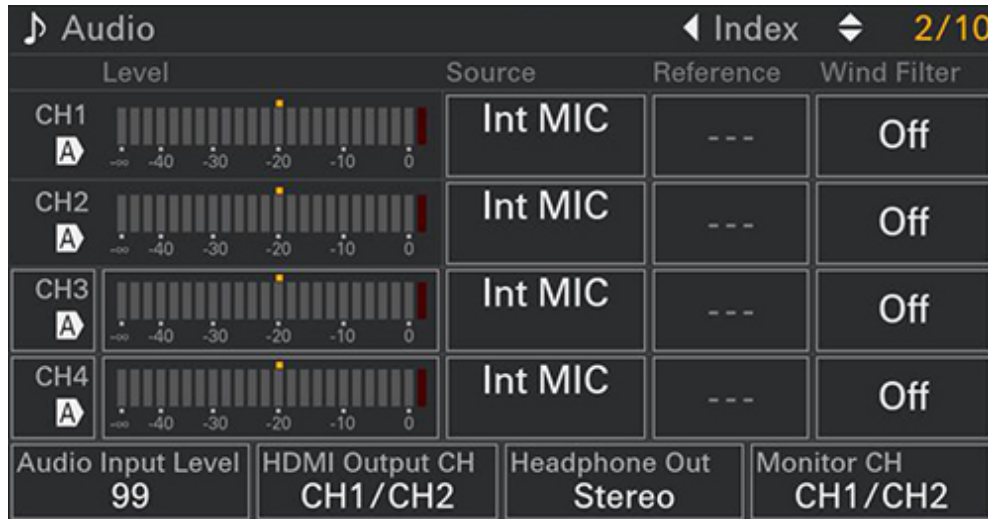 ♪ Audio ◀ Index 2/10
Level Source Reference Wind Filter
CH1 Int MIC --- Off
A -∞ -40 -30 -20 -10 0
CH2 Int MIC --- Off
A -∞ -40 -30 -20 -10 0
CH3 Int MIC --- Off
A -∞ -40 -30 -20 -10 0
CH4 Int MIC --- Off
A -∞ -40 -30 -20 -10 0
Audio Input Level HDMI Output CH Headphone Out Monitor CH
99 CH1/CH2 Stereo CH1/CH2